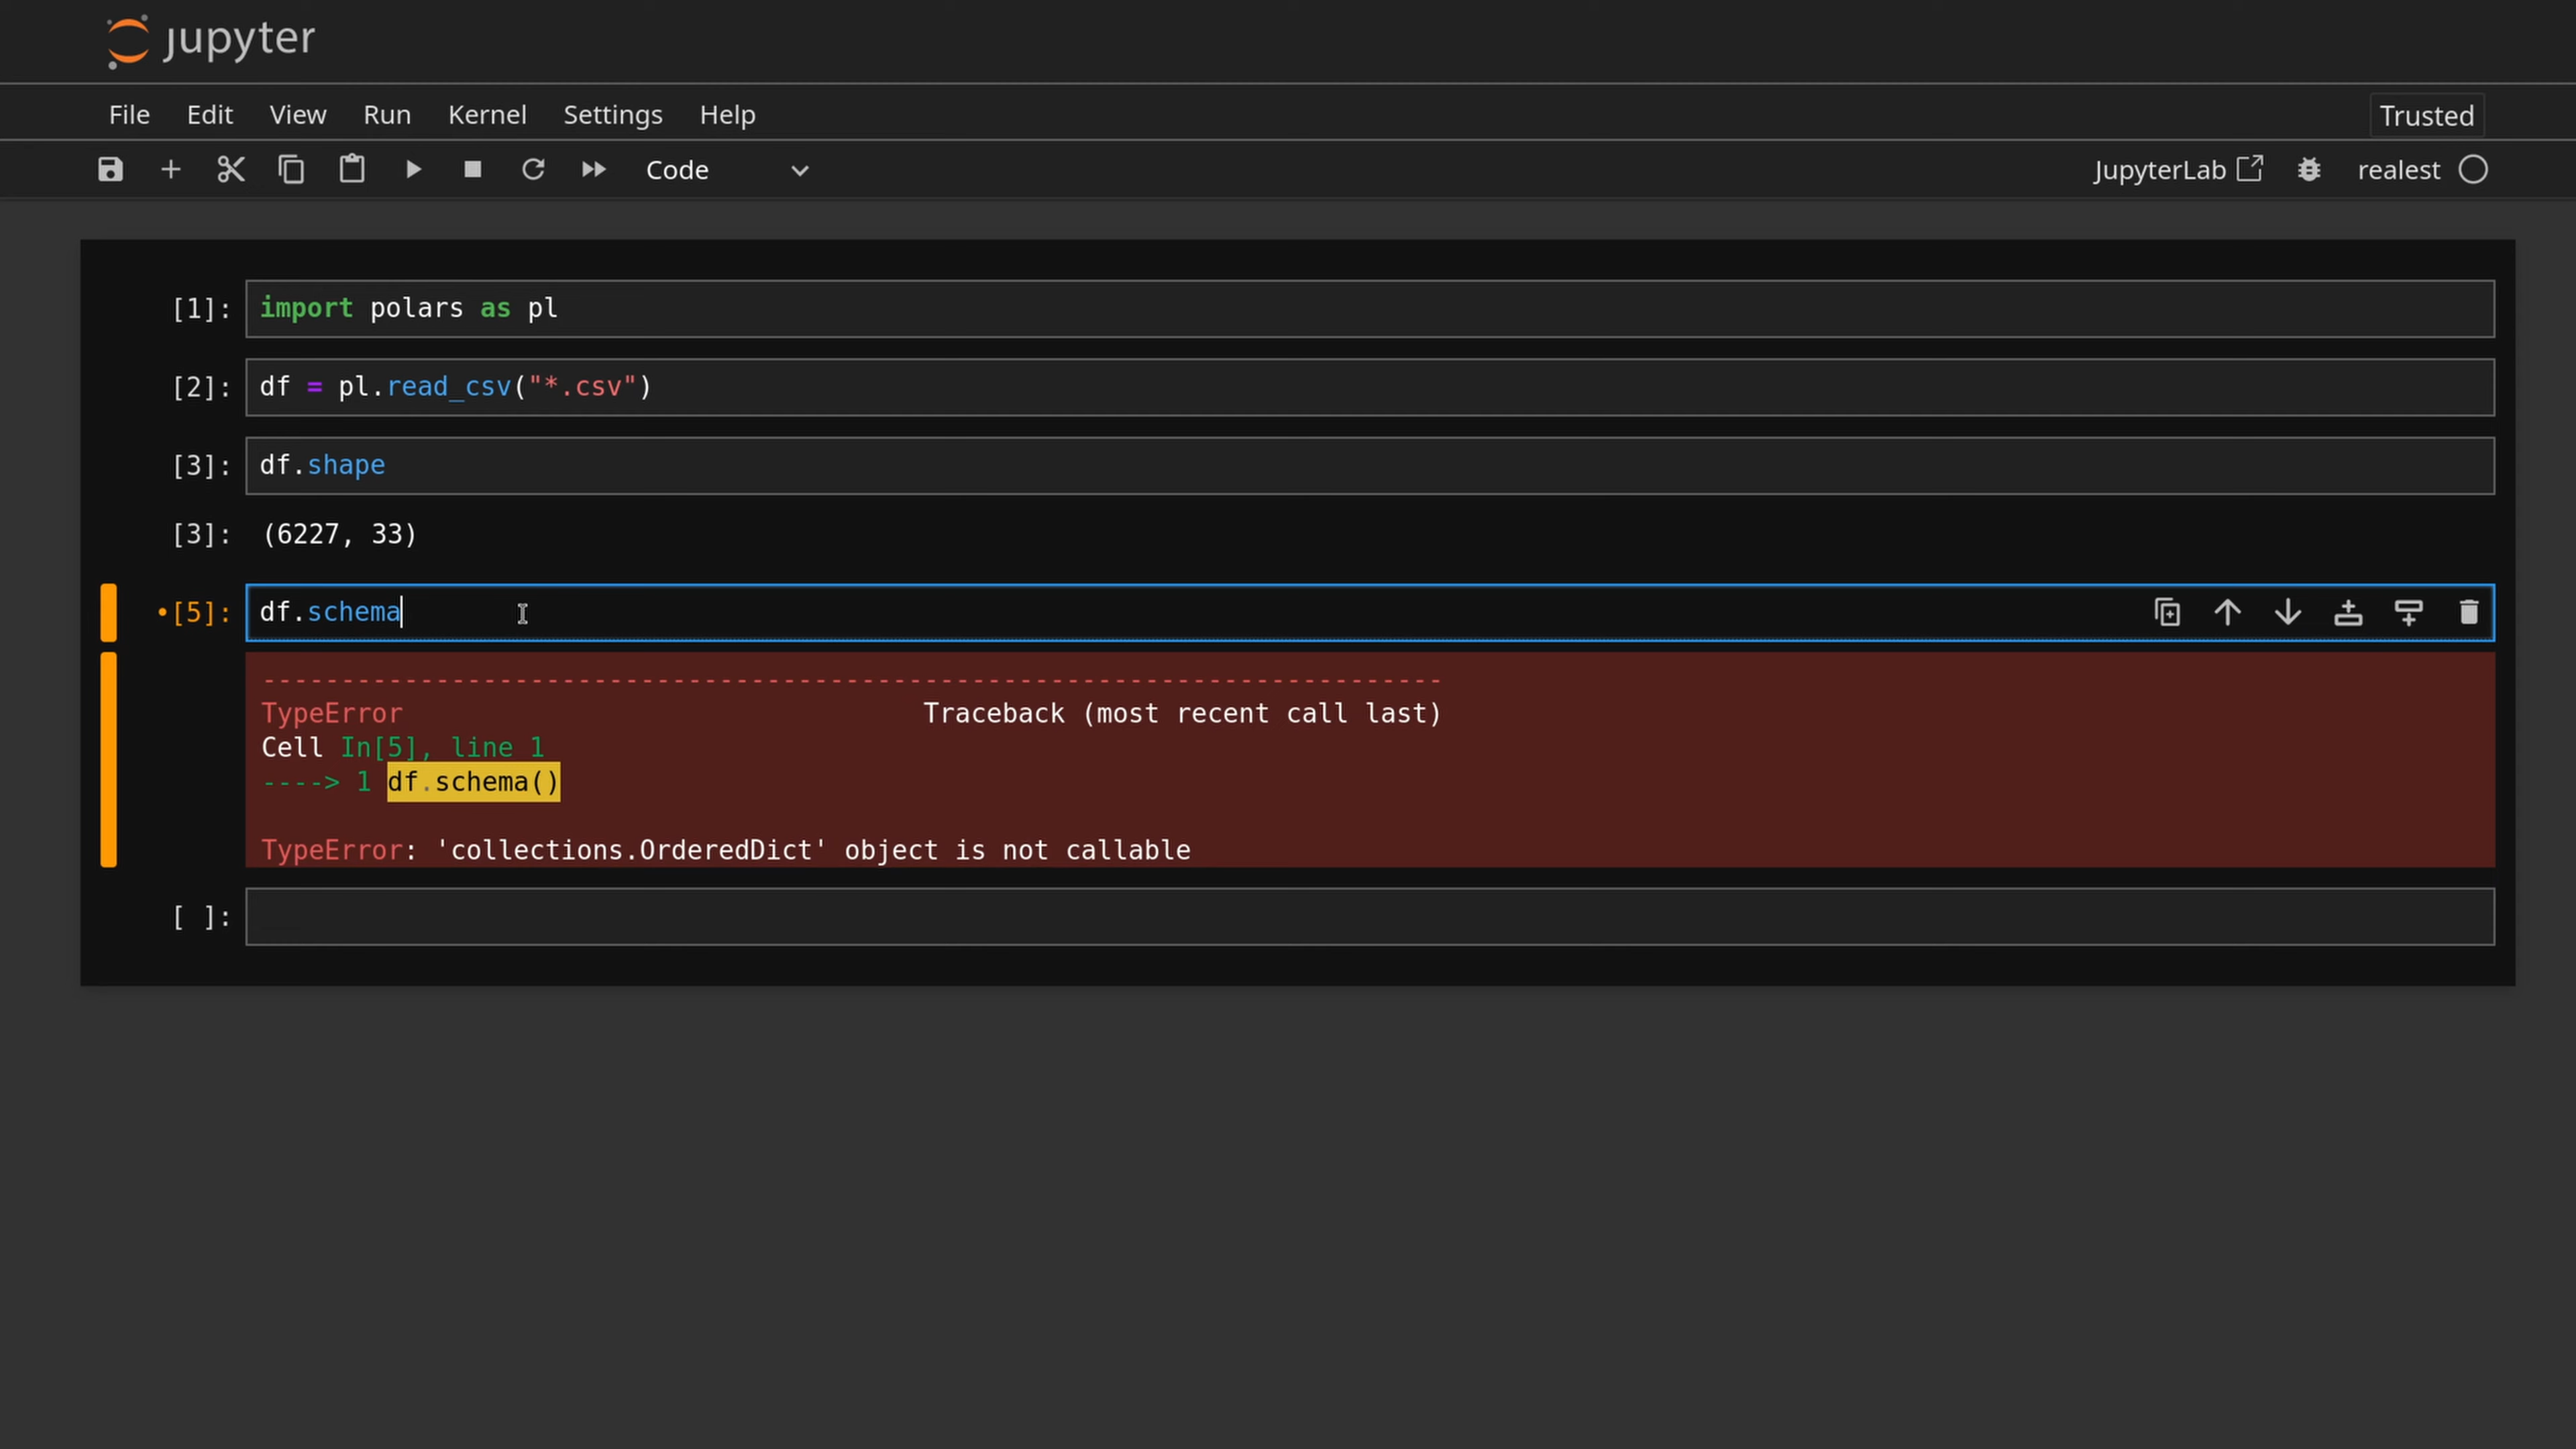 jupyter
File Edit View Run Kernel Settings Help Trusted
Code JupyterLab realest
[1]: import polars as pl
[2]: df = pl.read_csv("*.csv")
[3]: df.shape
[3]: (6227, 33)
•[5]: df.schema
---------------------------------------------------------------------------
TypeError Traceback (most recent call last)
Cell In[5], line 1
----> 1 df.schema()
TypeError: 'collections.OrderedDict' object is not callable
[ ]: